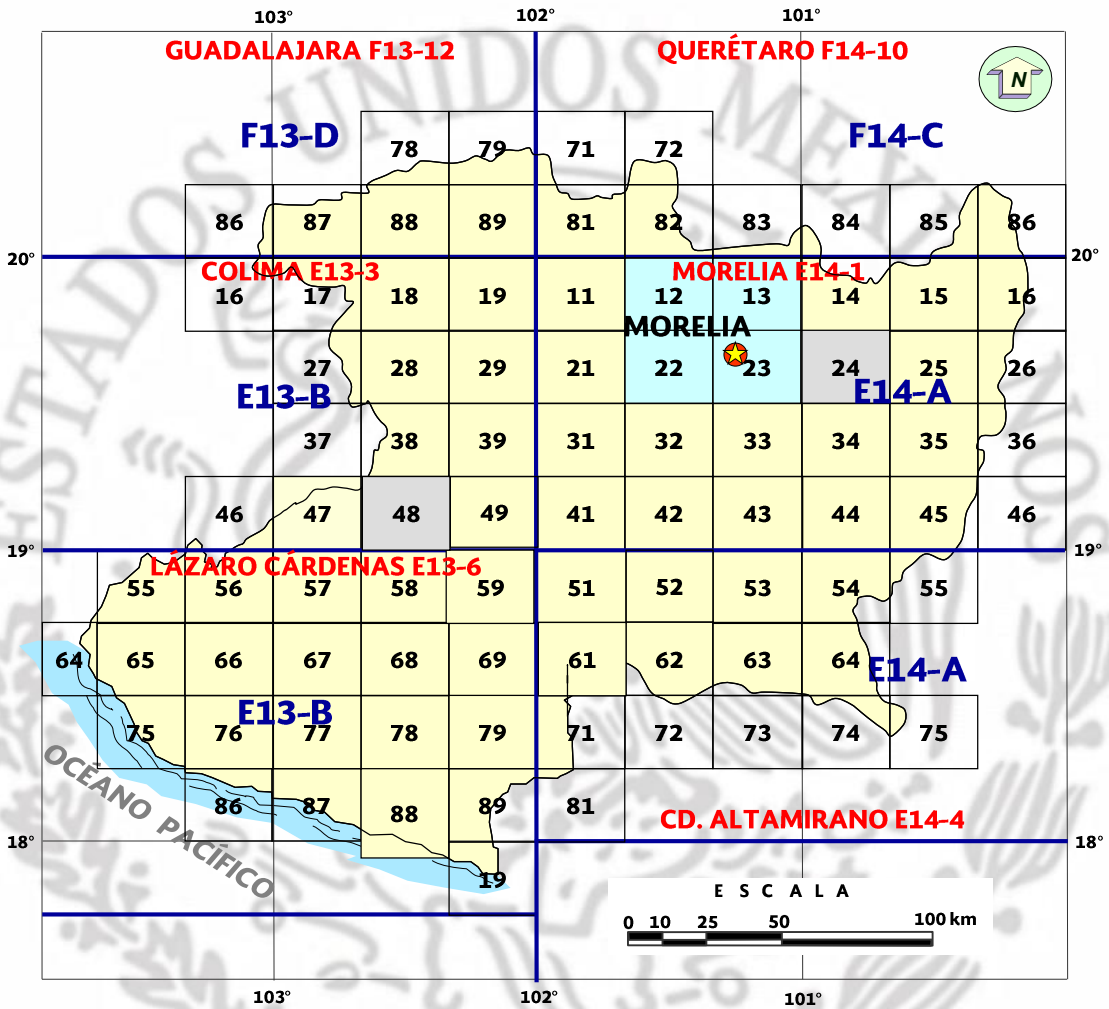 103° 102° 101°
GUADALAJARA F13-12 QUERÉTARO F14-10
N
F13-D F14-C
78 79 71 72
86 87 88 89 81 82 83 84 85 86
20° 20°
COLIMA E13-3 MORELIA E14-1
16 17 18 19 11 12 13 14 15 16
MORELIA
27 28 29 21 22 23 24 25 26
E13-B E14-A
37 38 39 31 32 33 34 35 36
46 47 48 49 41 42 43 44 45 46
19° 19°
LÁZARO CÁRDENAS E13-6
55 56 57 58 59 51 52 53 54 55
64 65 66 67 68 69 61 62 63 64
E14-A
E13-B
75 76 77 78 79 71 72 73 74 75
OCÉANO PACÍFICO
86 87 88 89 81
CD. ALTAMIRANO E14-4
18° 18°
19
ESCALA
0 10 25 50 100 km
103° 102° 101°
ESTADOS UNIDOS MEXICANOS